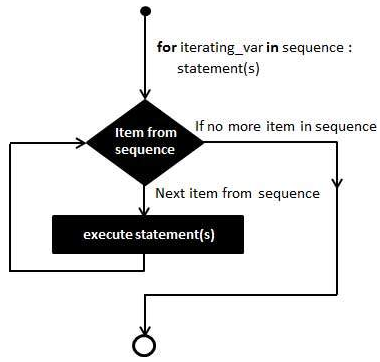 for iterating_var in sequence :
statement(s)
Item from
sequence
If no more item in sequence
Next item from sequence
execute statement(s)